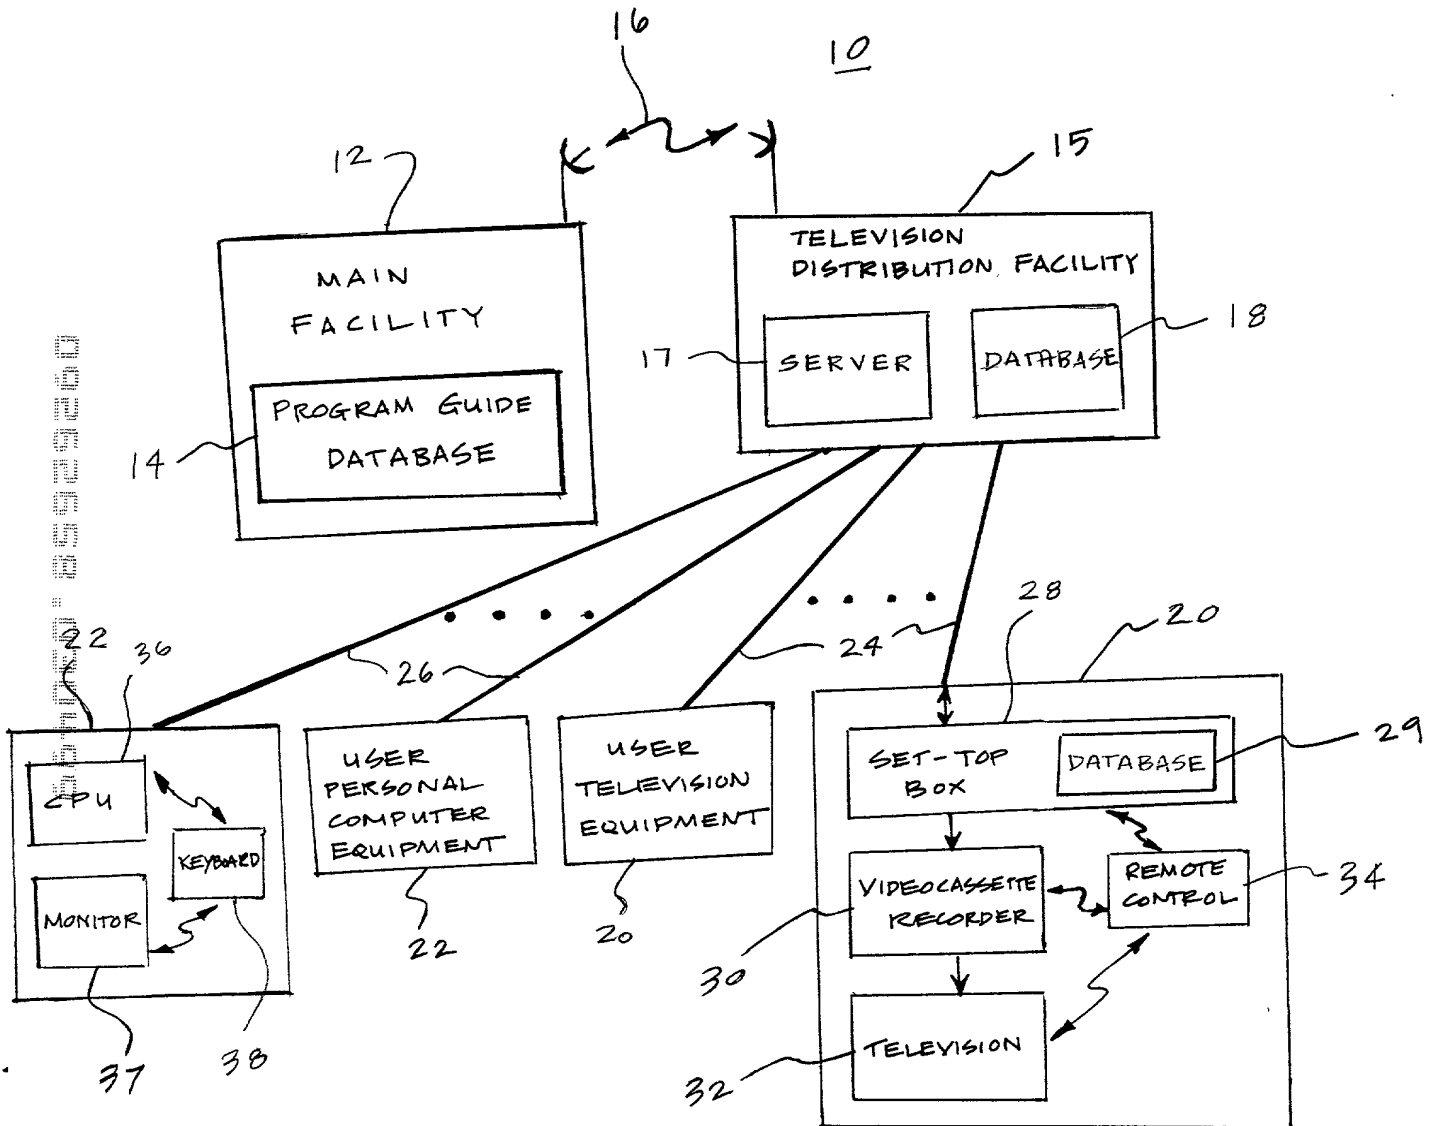 16
10
12
15
MAIN
FACILITY
TELEVISION
DISTRIBUTION FACILITY
17
SERVER
DATABASE
18
14
PROGRAM GUIDE
DATABASE
22
36
26
24
28
20
CPU
KEYBOARD
MONITOR
37
38
USER
PERSONAL
COMPUTER
EQUIPMENT
22
USER
TELEVISION
EQUIPMENT
20
SET-TOP
BOX
DATABASE
29
VIDEOCASSETTE
RECORDER
30
REMOTE
CONTROL
34
TELEVISION
32